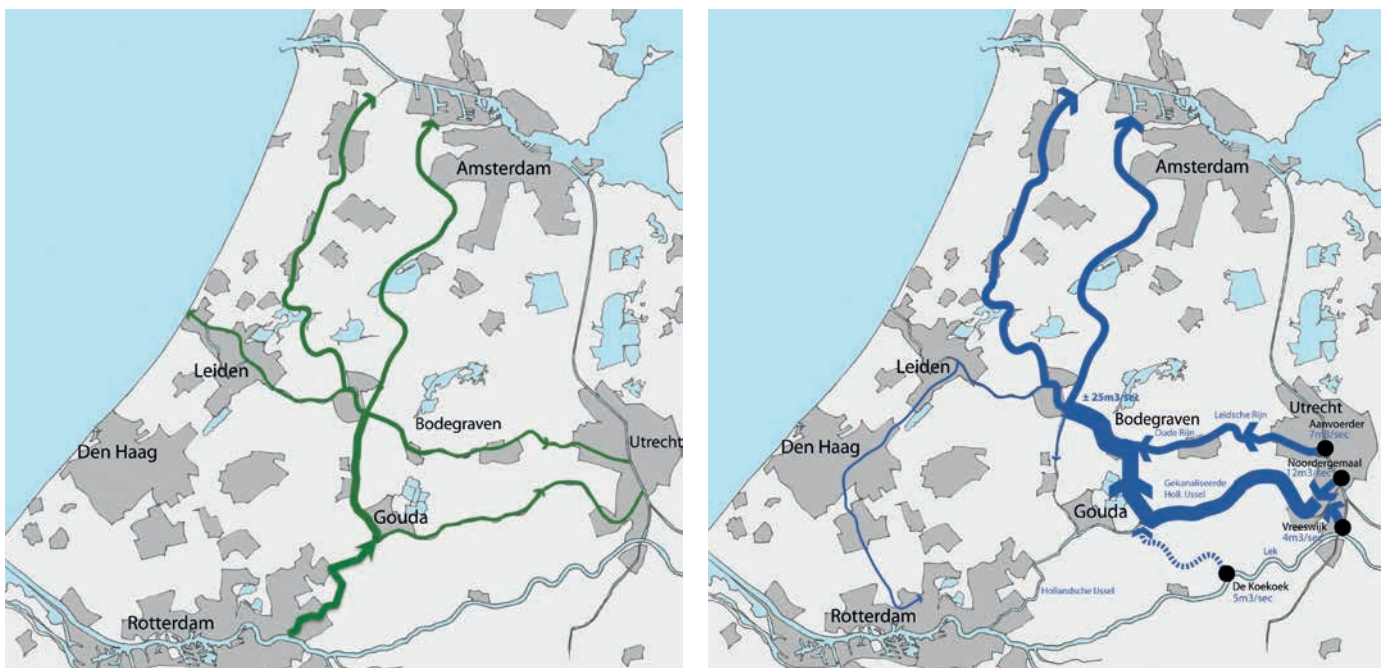 Amsterdam
Leiden
Bodegraven
Utrecht
Den Haag
Gouda
Rotterdam
Amsterdam
Leiden
± 25m3/sec
Utrecht
Bodegraven
Leidsche Rijn
Aanvoerder
7m3/sec
Oude Rijn
Den Haag
Noordergemaal
12m3/sec
Gekanaliseerde
Holl. IJssel
Gouda
Vreeswijk
4m3/sec
Lek
De Koekoek
5m3/sec
Hollandsche IJssel
Rotterdam